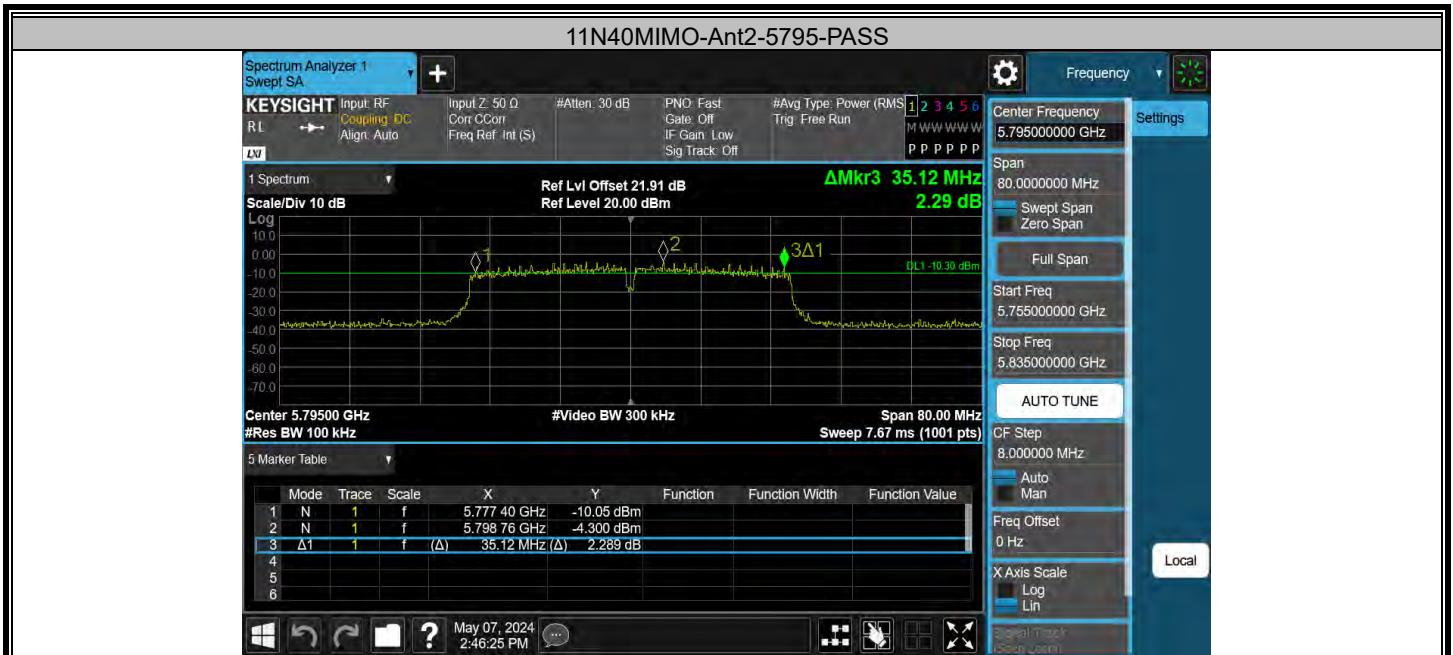 11N40MIMO-Ant2-5795-PASS
Spectrum Analyzer 1
Swept SA
+
Frequency
KEYSIGHT
RL
LXI
Input: RF
Coupling: DC
Align: Auto
Input Z: 50 Ω
Corr CCorr
Freq Ref: Int (S)
#Atten: 30 dB
PNO: Fast
Gate: Off
IF Gain: Low
Sig Track: Off
#Avg Type: Power (RMS
Trig: Free Run
1 2 3 4 5 6
M W W W W W
P P P P P P
1 Spectrum
Scale/Div 10 dB
Ref Lvl Offset 21.91 dB
Ref Level 20.00 dBm
ΔMkr3 35.12 MHz
2.29 dB
Log
10.0
0.00
-10.0
-20.0
-30.0
-40.0
-50.0
-60.0
-70.0
1
2
3Δ1
DL1 -10.30 dBm
Center 5.79500 GHz
#Res BW 100 kHz
#Video BW 300 kHz
Span 80.00 MHz
Sweep 7.67 ms (1001 pts)
5 Marker Table
Mode Trace Scale X Y Function Function Width Function Value
1 N 1 f 5.777 40 GHz -10.05 dBm
2 N 1 f 5.798 76 GHz -4.300 dBm
3 Δ1 1 f (Δ) 35.12 MHz (Δ) 2.289 dB
4
5
6
?
May 07, 2024
2:46:25 PM
Center Frequency
5.795000000 GHz
Settings
Span
80.0000000 MHz
Swept Span
Zero Span
Full Span
Start Freq
5.755000000 GHz
Stop Freq
5.835000000 GHz
AUTO TUNE
CF Step
8.000000 MHz
Auto
Man
Freq Offset
0 Hz
X Axis Scale
Log
Lin
Local